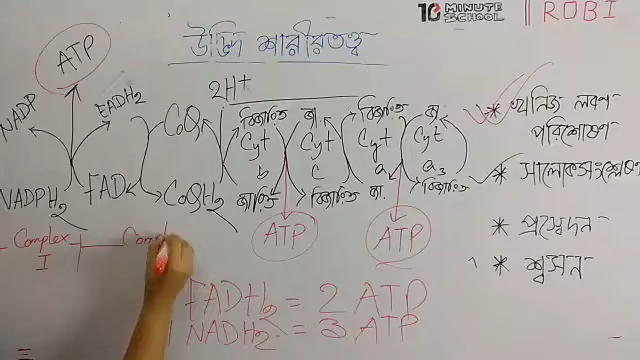 10 MINUTE SCHOOL
ROBI
উদ্ভিদ শারীরতত্ত্ব
ATP
2H+
NADP
FADH2
CoQ
বিজারিত
জা.
বিজারিত
জা.
Cyt
Cyt
Cyt
Cyt
b
c
a
a3
NADPH2
FAD
CoQH2
জারিত
বিজারিত
জা.
বিজারিত
ATP
ATP
Complex
I
Comp
FADH2 = 2 ATP
NADH2 = 3 ATP
* খনিজ লবণ
পরিশোষণ
* সালোকসংশ্লেষণ
* প্রস্বেদন
* শ্বসন